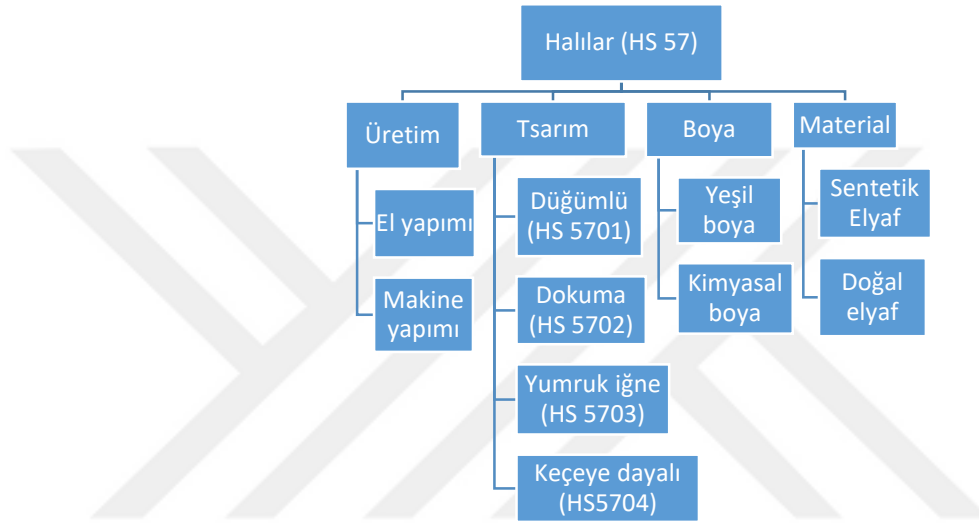 Halılar (HS 57)
Üretim
El yapımı
Makine
yapımı
Tsarım
Düğümlü
(HS 5701)
Dokuma
(HS 5702)
Yumruk iğne
(HS 5703)
Keçeye dayalı
(HS5704)
Boya
Yeşil
boya
Kimyasal
boya
Material
Sentetik
Elyaf
Doğal
elyaf